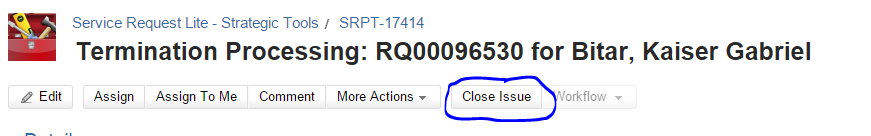 Service Request Lite - Strategic Tools / SRPT-17414
Termination Processing: RQ00096530 for Bitar, Kaiser Gabriel
Edit Assign Assign To Me Comment More Actions Close Issue Workflow